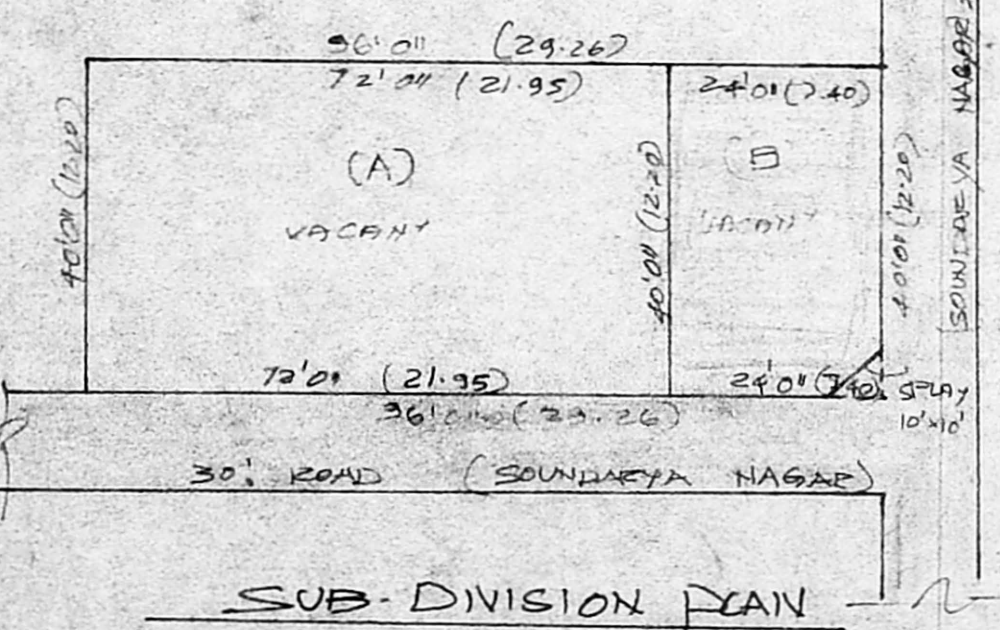 96'0" (29.26)
72'0" (21.95)
24'0" (7.40)
40'0" (12.20)
(A)
VACANT
40'0" (12.20)
(B)
VACANT
40'0" (12.20)
SOUNDARYA NAGAR
72'0" (21.95)
24'0" (7.40)
SPLAY
10'x10'
96'0" (29.26)
30' ROAD (SOUNDARYA NAGAR)
SUB-DIVISION PLAN